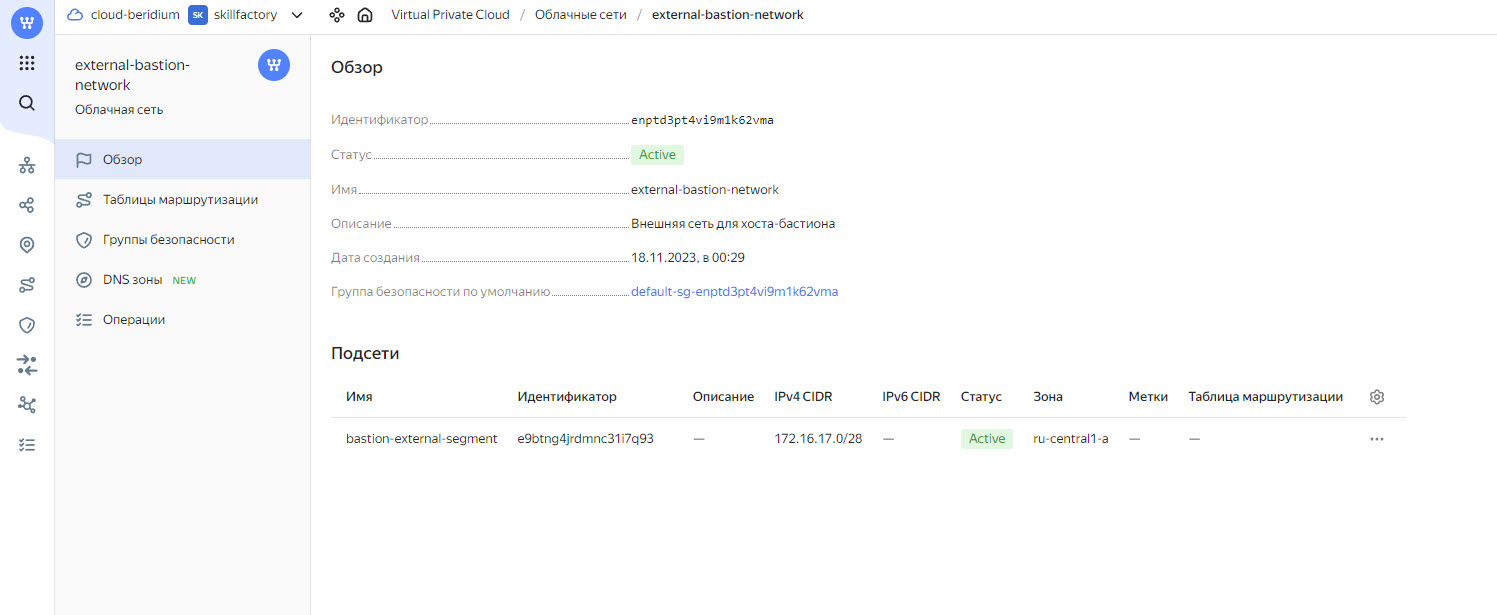 cloud-beridium SK skillfactory Virtual Private Cloud / Облачные сети / external-bastion-network
external-bastion-
network
Облачная сеть
Обзор
Таблицы маршрутизации
Группы безопасности
DNS зоны NEW
Операции
Обзор
Идентификатор enptd3pt4vi9m1k62vma
Статус Active
Имя external-bastion-network
Описание Внешняя сеть для хоста-бастиона
Дата создания 18.11.2023, в 00:29
Группа безопасности по умолчанию default-sg-enptd3pt4vi9m1k62vma
Подсети
Имя Идентификатор Описание IPv4 CIDR IPv6 CIDR Статус Зона Метки Таблица маршрутизации
bastion-external-segment e9btng4jrdmnc31i7q93 — 172.16.17.0/28 — Active ru-central1-a — —